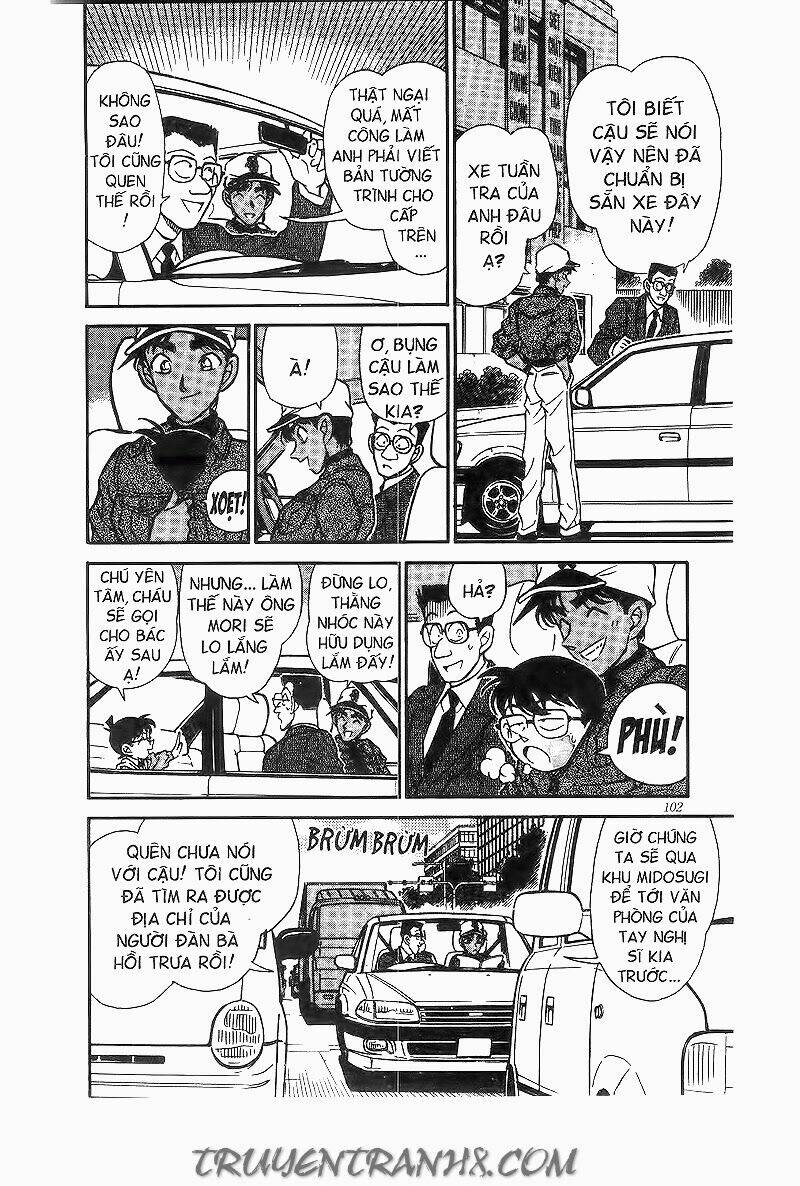 TÔI BIẾT
CẬU SẼ NÓI
VẬY NÊN ĐÃ
CHUẨN BỊ
SẴN XE ĐÂY
NÀY!
XE TUẦN
TRA CỦA
ANH ĐÂU
RỒI
Ạ?
THẬT NGẠI
QUÁ, MẤT
CÔNG LÀM
ANH PHẢI VIẾT
BẢN TƯỜNG
TRÌNH CHO
CẤP
TRÊN
...
KHÔNG
SAO
ĐÂU!
TÔI CŨNG
QUEN
THẾ RỒI
!
Ơ, BỤNG
CẬU LÀM
SAO THẾ
KIA?
À!
XOẸT!
HẢ?
PHÙ!
ĐỪNG LO,
THẰNG
NHÓC NÀY
HỮU DỤNG
LẮM ĐẤY!
NHƯNG... LÀM
THẾ NÀY ÔNG
MORI SẼ
LO LẮNG
LẮM!
CHÚ YÊN
TÂM, CHÁU
SẼ GỌI
CHO BÁC
ẤY SAU
Ạ!
102
GIỜ CHÚNG
TA SẼ QUA
KHU MIDOSUGI
ĐỂ TỚI VĂN
PHÒNG CỦA
TAY NGHỊ
SĨ KIA
TRƯỚC...
BRỪM BRỪM
QUÊN CHƯA NÓI
VỚI CẬU! TÔI CŨNG
ĐÃ TÌM RA ĐƯỢC
ĐỊA CHỈ CỦA
NGƯỜI ĐÀN BÀ
HỒI TRƯA RỒI!
TRUYENTRANH8.COM